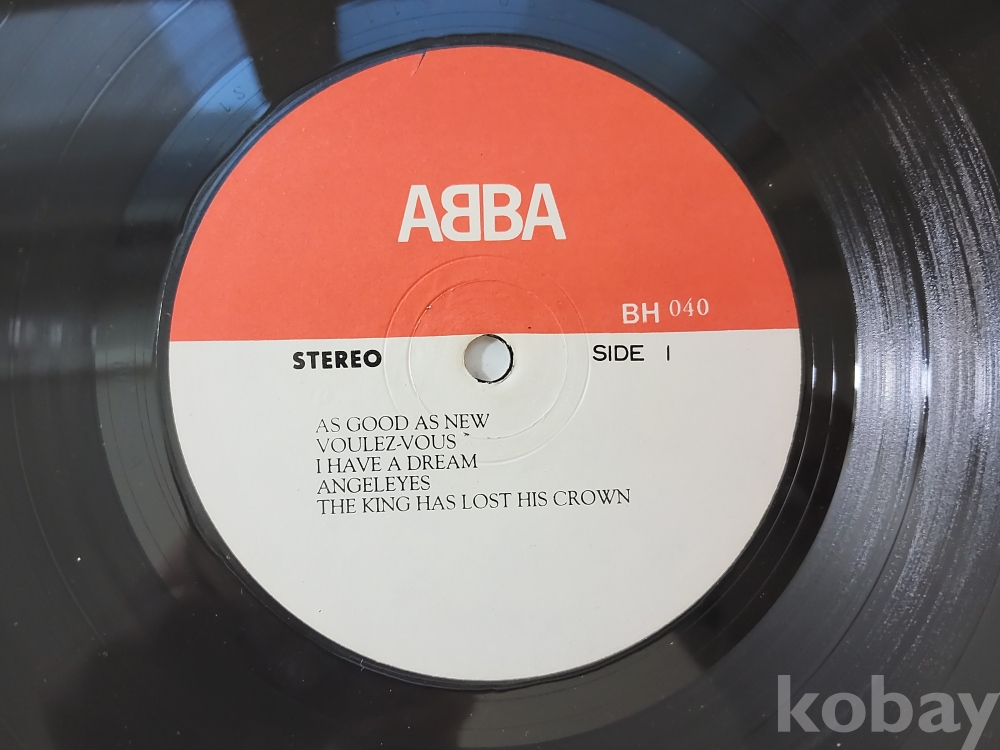 ABBA
BH 040
STEREO SIDE 1
AS GOOD AS NEW
VOULEZ-VOUS
I HAVE A DREAM
ANGELEYES
THE KING HAS LOST HIS CROWN
kobay